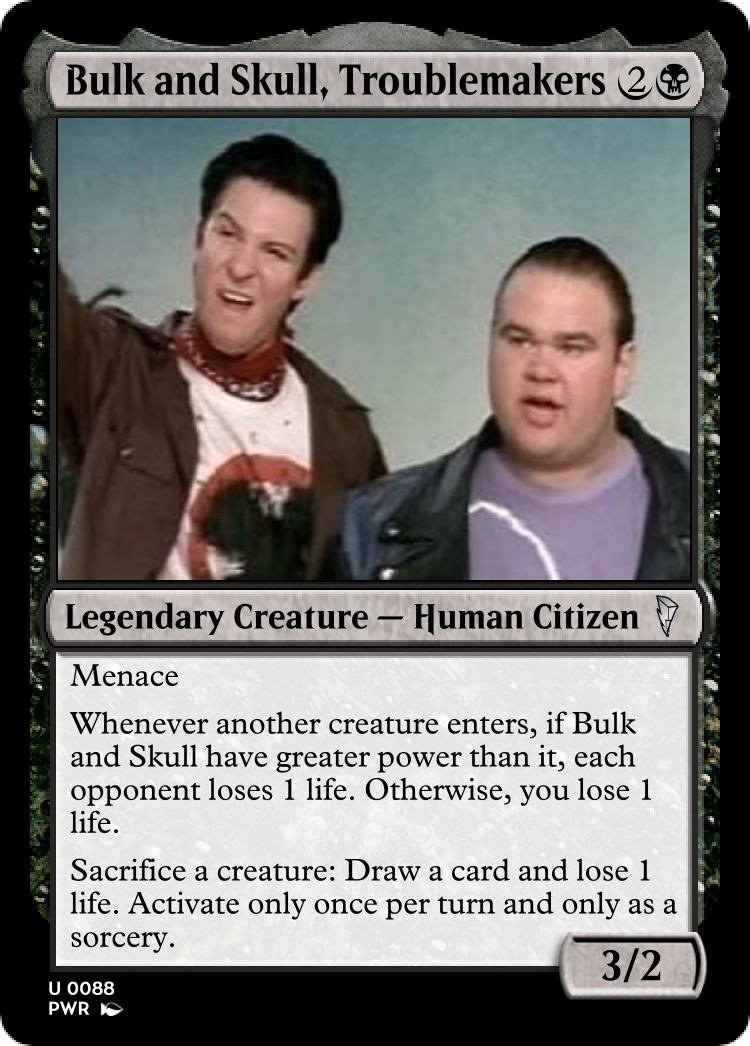 Bulk and Skull, Troublemakers 2
Legendary Creature — Human Citizen
Menace
Whenever another creature enters, if Bulk
and Skull have greater power than it, each
opponent loses 1 life. Otherwise, you lose 1
life.
Sacrifice a creature: Draw a card and lose 1
life. Activate only once per turn and only as a
sorcery.
3/2
U 0088
PWR